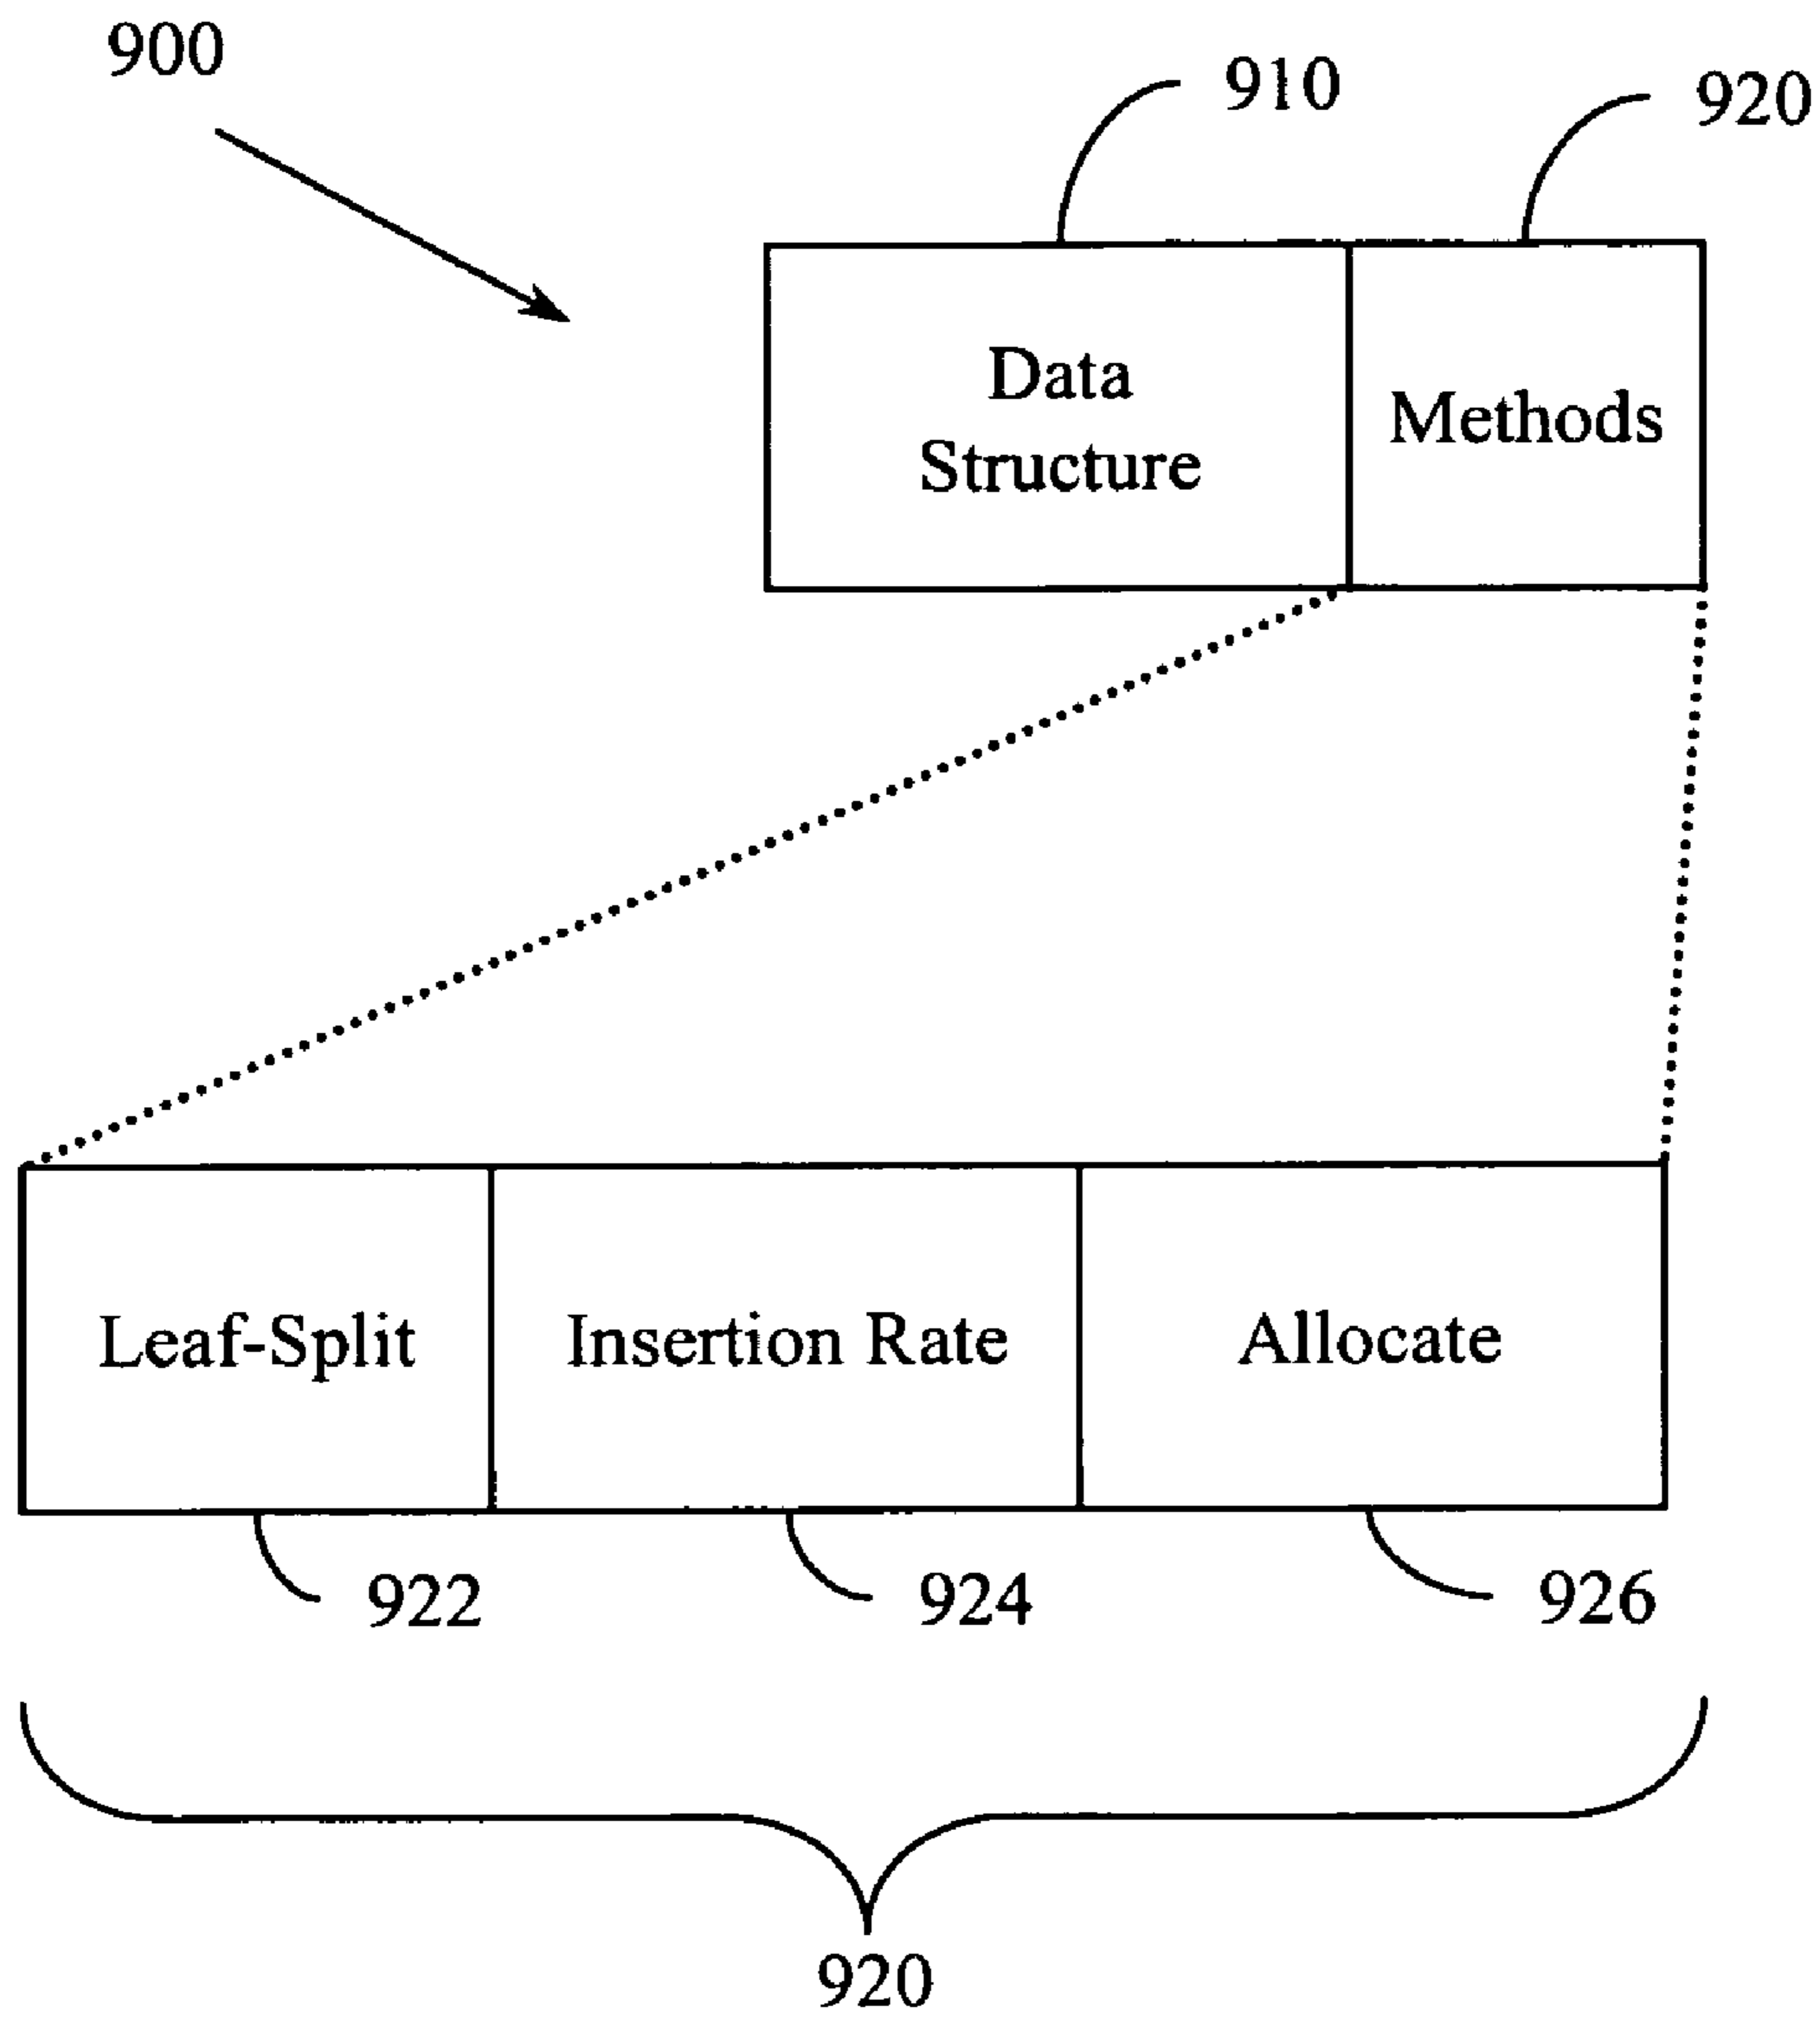 900
910
920
Data
Structure
Methods
Leaf-Split
Insertion Rate
Allocate
922
924
926
920